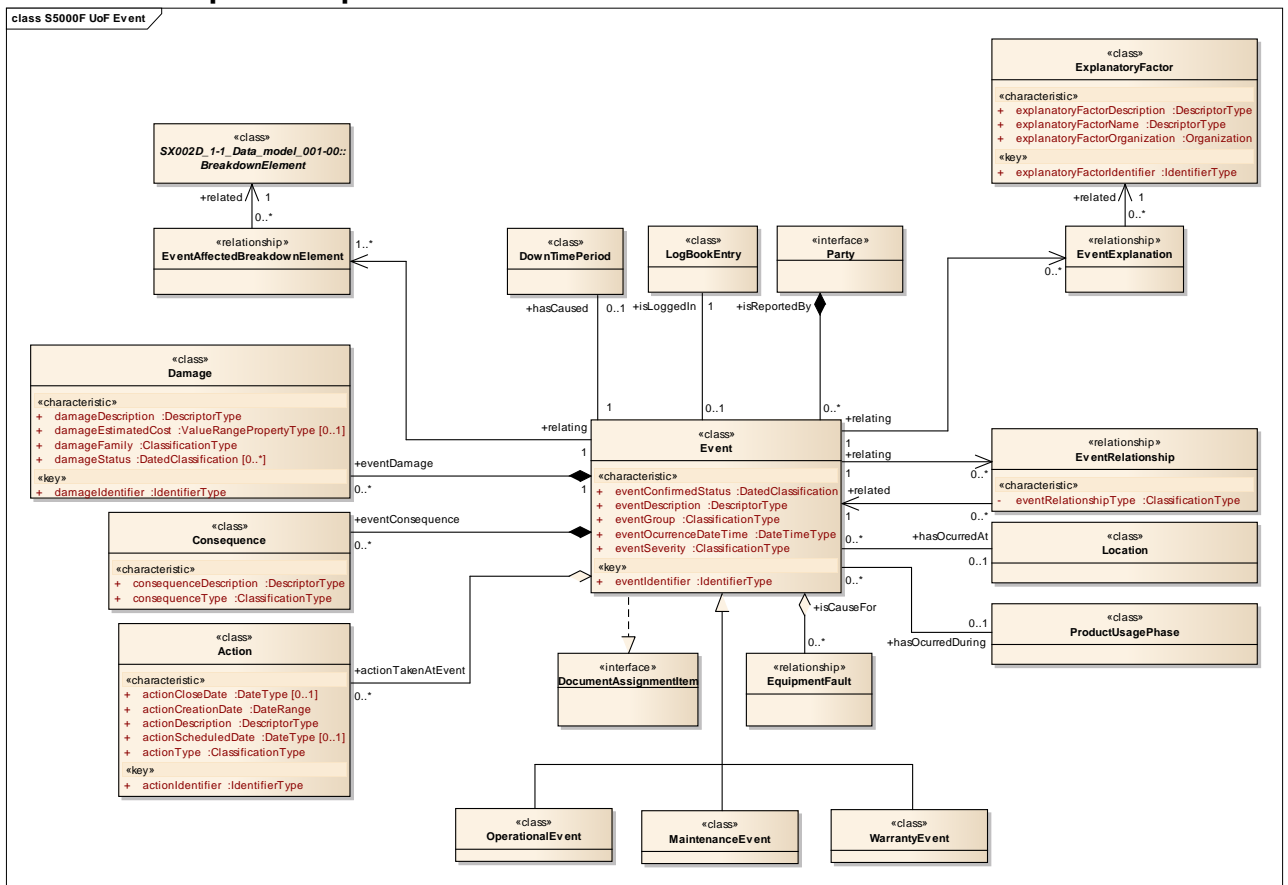 class S5000F UoF Event
«class»
ExplanatoryFactor
«characteristic»
+ explanatoryFactorDescription :DescriptorType
+ explanatoryFactorName :DescriptorType
+ explanatoryFactorOrganization :Organization
«key»
+ explanatoryFactorIdentifier :IdentifierType
«class»
SX002D_1-1_Data_model_001-00::
BreakdownElement
+related
1
0..*
«relationship»
EventAffectedBreakdownElement
1..*
«class»
DownTimePeriod
+hasCaused
0..1
«class»
LogBookEntry
+isLoggedIn
1
«interface»
Party
+isReportedBy
+related
1
0..*
«relationship»
EventExplanation
0..*
«class»
Damage
«characteristic»
+ damageDescription :DescriptorType
+ damageEstimatedCost :ValueRangePropertyType [0..1]
+ damageFamily :ClassificationType
+ damageStatus :DatedClassification [0..*]
«key»
+ damageIdentifier :IdentifierType
+relating
1
1
0..1
0..*
+relating
1
+eventDamage
0..*
1
«class»
Event
«characteristic»
+ eventConfirmedStatus :DatedClassification
+ eventDescription :DescriptorType
+ eventGroup :ClassificationType
+ eventOcurrenceDateTime :DateTimeType
+ eventSeverity :ClassificationType
«key»
+ eventIdentifier :IdentifierType
+relating
1
0..*
«relationship»
EventRelationship
«characteristic»
- eventRelationshipType :ClassificationType
+related
1
0..*
«class»
Consequence
«characteristic»
+ consequenceDescription :DescriptorType
+ consequenceType :ClassificationType
+eventConsequence
0..*
0..*
+hasOcurredAt
0..1
«class»
Location
0..*
0..1
+hasOcurredDuring
«class»
ProductUsagePhase
«class»
Action
«characteristic»
+ actionCloseDate :DateType [0..1]
+ actionCreationDate :DateRange
+ actionDescription :DescriptorType
+ actionScheduledDate :DateType [0..1]
+ actionType :ClassificationType
«key»
+ actionIdentifier :IdentifierType
+actionTakenAtEvent
0..*
«interface»
DocumentAssignmentItem
+isCauseFor
0..*
«relationship»
EquipmentFault
«class»
OperationalEvent
«class»
MaintenanceEvent
«class»
WarrantyEvent